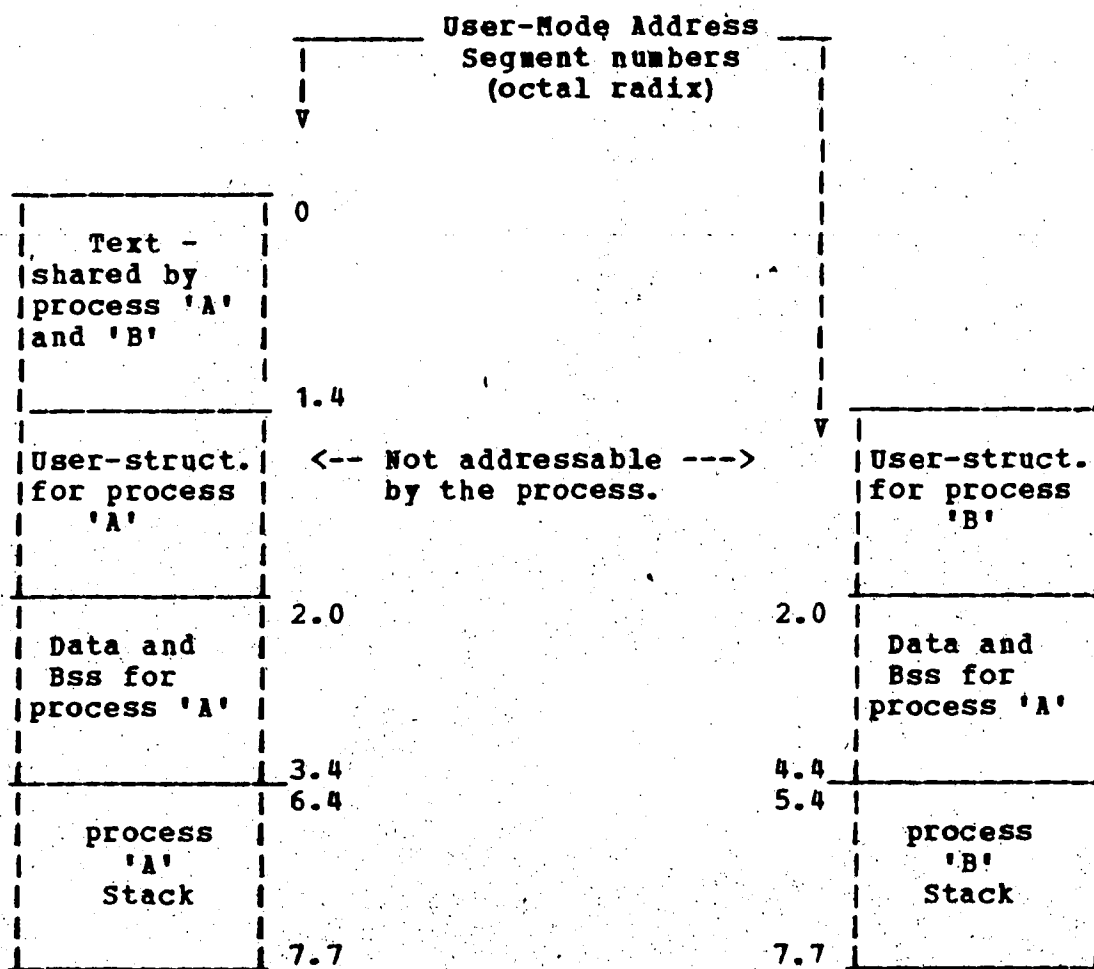 User-Mode Address
Segment numbers
(octal radix)
0
Text -
shared by
process 'A'
and 'B'
1.4
User-struct.
for process
'A'
<-- Not addressable --->
by the process.
User-struct.
for process
'B'
2.0
2.0
Data and
Bss for
process 'A'
Data and
Bss for
process 'A'
3.4
4.4
6.4
5.4
process
'A'
Stack
process
'B'
Stack
7.7
7.7